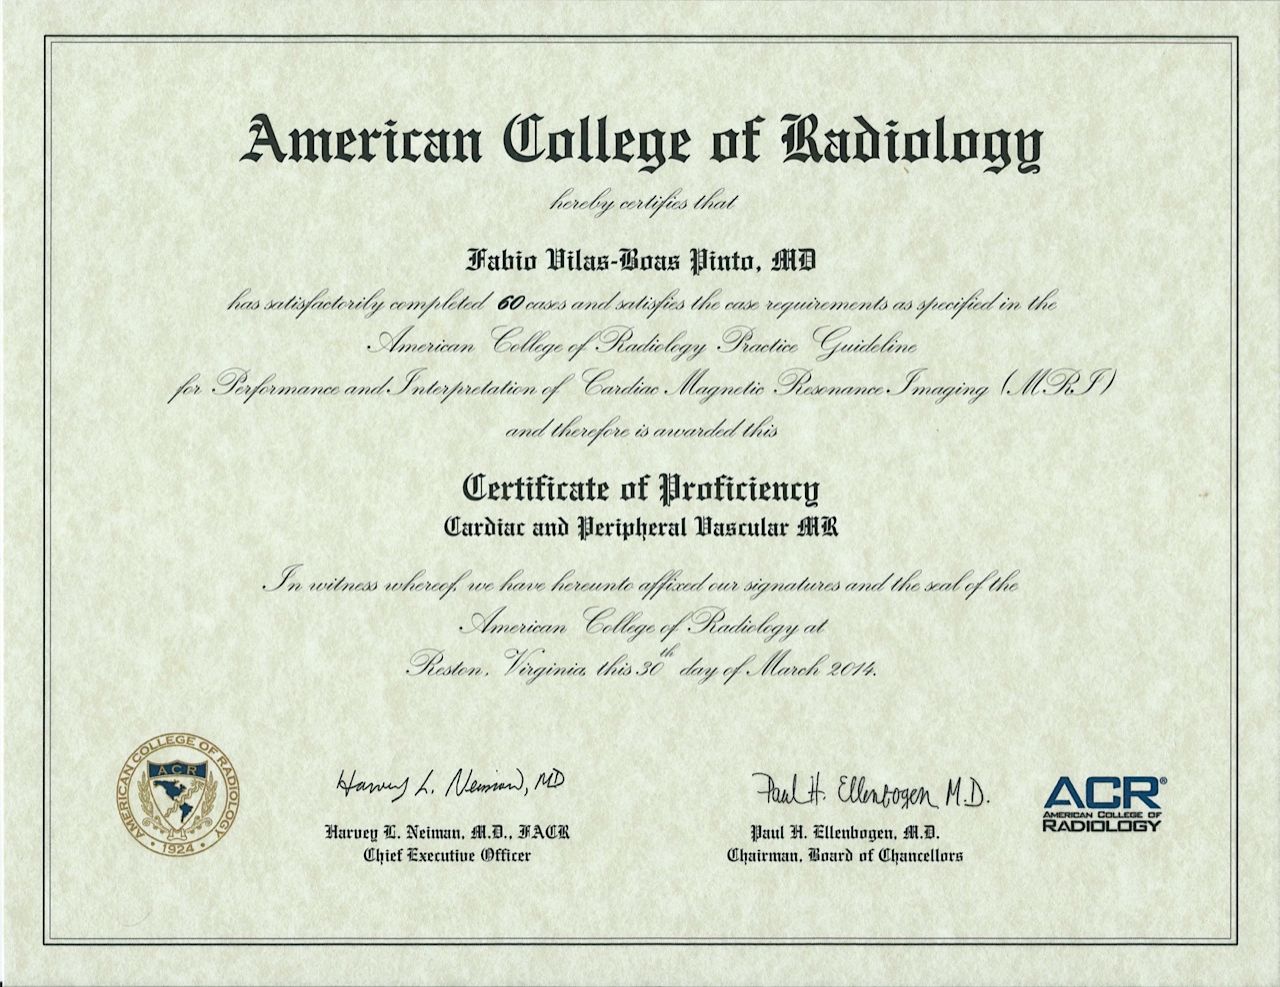 American College of Radiology
hereby certifies that
Fabio Vilas-Boas Pinto, MD
has satisfactorily completed 60 cases and satisfies the case requirements as specified in the
American College of Radiology Practice Guideline
for Performance and Interpretation of Cardiac Magnetic Resonance Imaging (MRI)
and therefore is awarded this
Certificate of Proficiency
Cardiac and Peripheral Vascular MR
In witness whereof, we have hereunto affixed our signatures and the seal of the
American College of Radiology at
Reston, Virginia, this 30th day of March 2014.
AMERICAN COLLEGE OF RADIOLOGY
ACR
1924
Harvey L. Neiman, MD
Harvey L. Neiman, M.D., FACR
Chief Executive Officer
Paul H. Ellenbogen M.D.
Paul H. Ellenbogen, M.D.
Chairman, Board of Chancellors
ACR®
AMERICAN COLLEGE OF
RADIOLOGY